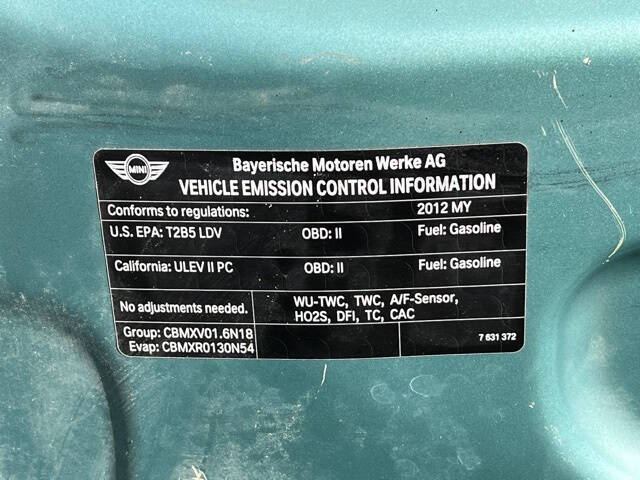 MINI
Bayerische Motoren Werke AG
VEHICLE EMISSION CONTROL INFORMATION
Conforms to regulations: 2012 MY
U.S. EPA: T2B5 LDV OBD: II Fuel: Gasoline
California: ULEV II PC OBD: II Fuel: Gasoline
No adjustments needed.
WU-TWC, TWC, A/F-Sensor,
HO2S, DFI, TC, CAC
Group: CBMXV01.6N18
Evap: CBMXR0130N54
7 631 372